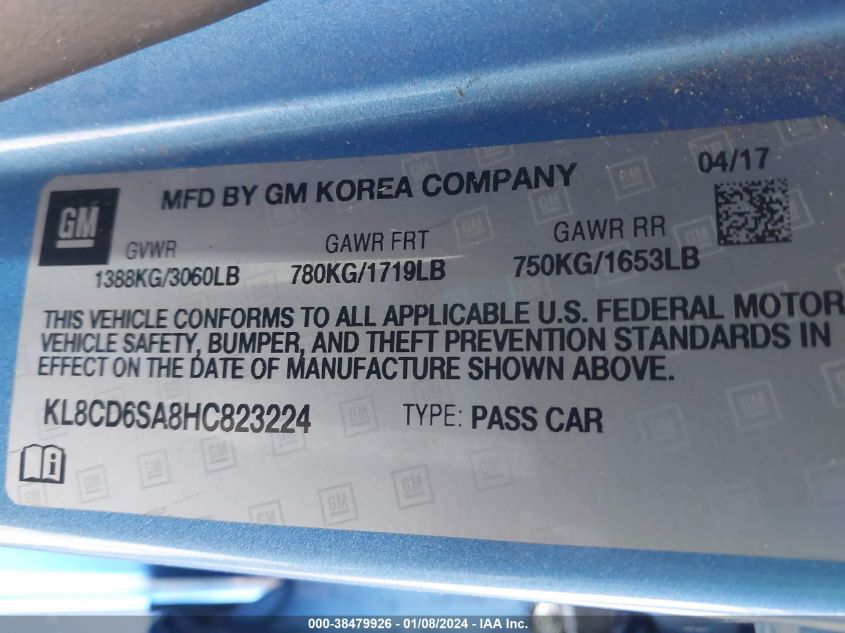 04/17
MFD BY GM KOREA COMPANY
GM
GVWR GAWR FRT GAWR RR
1388KG/3060LB 780KG/1719LB 750KG/1653LB
THIS VEHICLE CONFORMS TO ALL APPLICABLE U.S. FEDERAL MOTOR
VEHICLE SAFETY, BUMPER, AND THEFT PREVENTION STANDARDS IN
EFFECT ON THE DATE OF MANUFACTURE SHOWN ABOVE.
KL8CD6SA8HC823224 TYPE: PASS CAR
000-38479926 - 01/08/2024 - © IAA Inc.